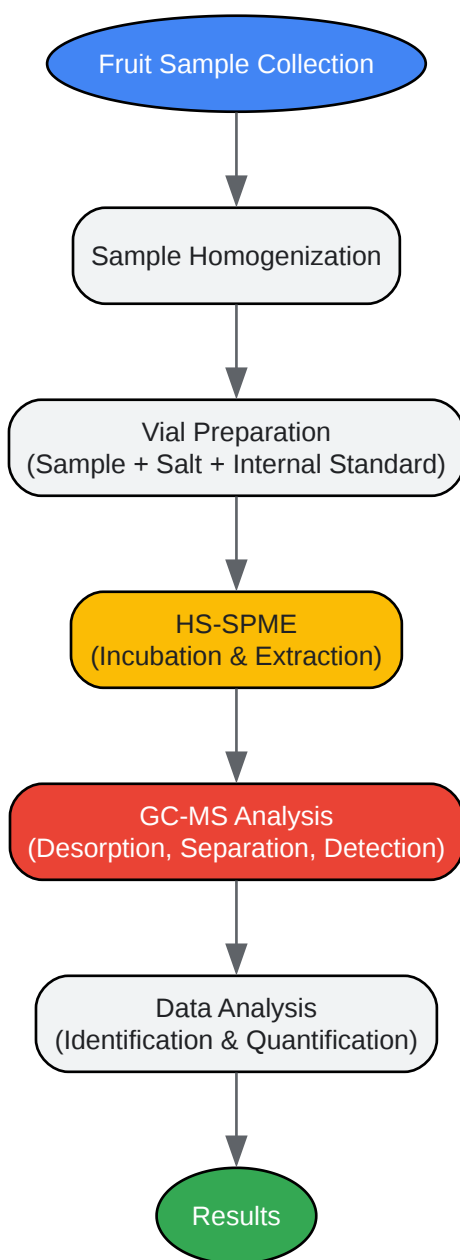 Fruit Sample Collection
Sample Homogenization
Vial Preparation
(Sample + Salt + Internal Standard)
HS-SPME
(Incubation & Extraction)
GC-MS Analysis
(Desorption, Separation, Detection)
Data Analysis
(Identification & Quantification)
Results